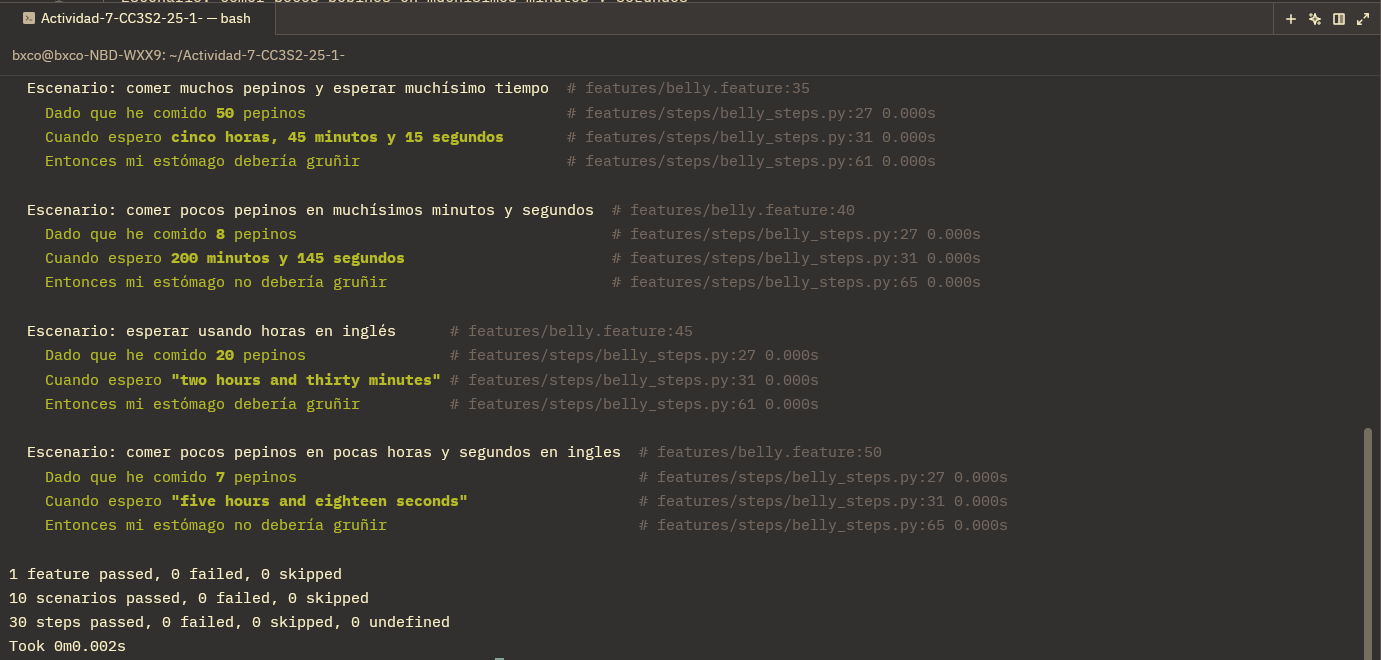 Actividad-7-CC3S2-25-1- — bash
bxco@bxco-NBD-WXX9: ~/Actividad-7-CC3S2-25-1-
Escenario: comer muchos pepinos y esperar muchísimo tiempo # features/belly.feature:35
Dado que he comido 50 pepinos # features/steps/belly_steps.py:27 0.000s
Cuando espero cinco horas, 45 minutos y 15 segundos # features/steps/belly_steps.py:31 0.000s
Entonces mi estómago debería gruñir # features/steps/belly_steps.py:61 0.000s
Escenario: comer pocos pepinos en muchísimos minutos y segundos # features/belly.feature:40
Dado que he comido 8 pepinos # features/steps/belly_steps.py:27 0.000s
Cuando espero 200 minutos y 145 segundos # features/steps/belly_steps.py:31 0.000s
Entonces mi estómago no debería gruñir # features/steps/belly_steps.py:65 0.000s
Escenario: esperar usando horas en inglés # features/belly.feature:45
Dado que he comido 20 pepinos # features/steps/belly_steps.py:27 0.000s
Cuando espero "two hours and thirty minutes" # features/steps/belly_steps.py:31 0.000s
Entonces mi estómago debería gruñir # features/steps/belly_steps.py:61 0.000s
Escenario: comer pocos pepinos en pocas horas y segundos en ingles # features/belly.feature:50
Dado que he comido 7 pepinos # features/steps/belly_steps.py:27 0.000s
Cuando espero "five hours and eighteen seconds" # features/steps/belly_steps.py:31 0.000s
Entonces mi estómago no debería gruñir # features/steps/belly_steps.py:65 0.000s
1 feature passed, 0 failed, 0 skipped
10 scenarios passed, 0 failed, 0 skipped
30 steps passed, 0 failed, 0 skipped, 0 undefined
Took 0m0.002s